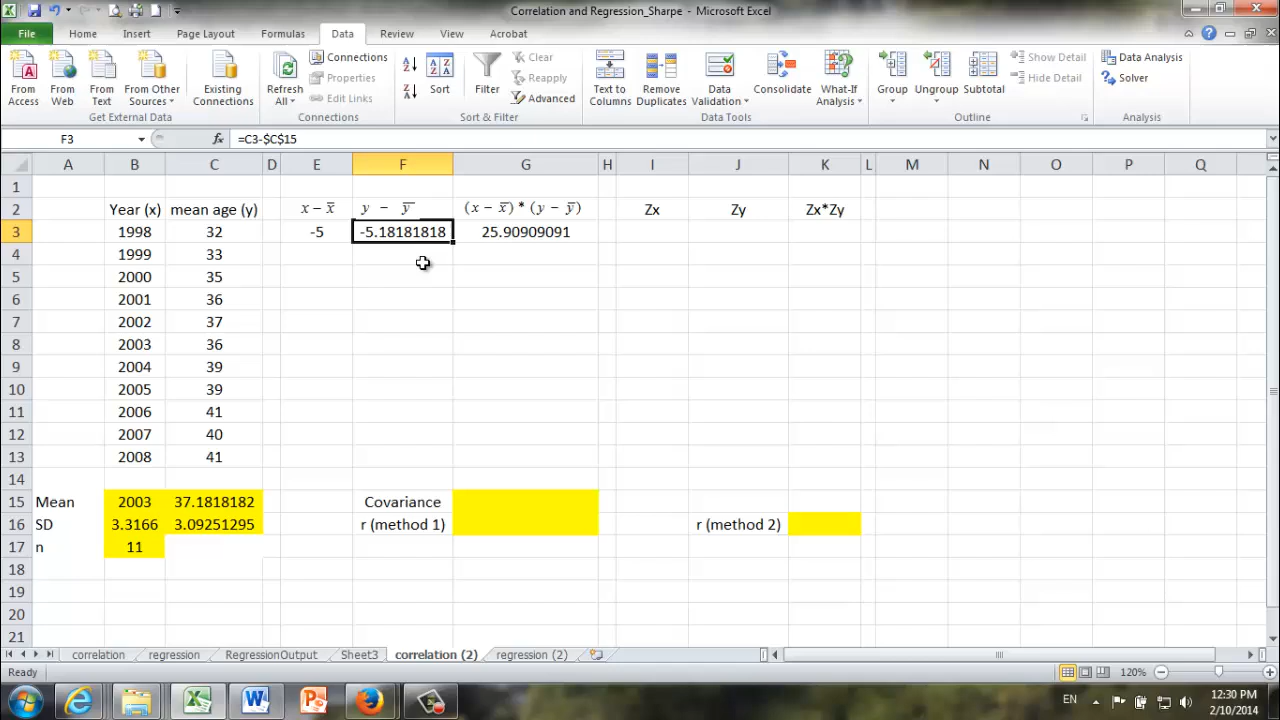 Correlation and Regression_Sharpe - Microsoft Excel
File Home Insert Page Layout Formulas Data Review View Acrobat
From Access
From Web
From Text
From Other Sources
Existing Connections
Get External Data
Refresh All
Connections
Properties
Edit Links
Connections
Sort
Filter
Clear
Reapply
Advanced
Sort & Filter
Text to Columns
Remove Duplicates
Data Validation
Consolidate
What-If Analysis
Data Tools
Group
Ungroup
Subtotal
Show Detail
Hide Detail
Outline
Data Analysis
Solver
Analysis
F3 fx =C3-$C$15
A B C D E F G H I J K L M N O P Q
1
2 Year (x) mean age (y) x − x̅ y − y̅ (x − x̅) * (y − y̅) Zx Zy Zx*Zy
3 1998 32 -5 -5.18181818 25.90909091
4 1999 33
5 2000 35
6 2001 36
7 2002 37
8 2003 36
9 2004 39
10 2005 39
11 2006 41
12 2007 40
13 2008 41
14
15 Mean 2003 37.1818182 Covariance
16 SD 3.3166 3.09251295 r (method 1) r (method 2)
17 n 11
18
19
20
21
correlation regression RegressionOutput Sheet3 correlation (2) regression (2)
Ready 120%
EN 12:30 PM
2/10/2014